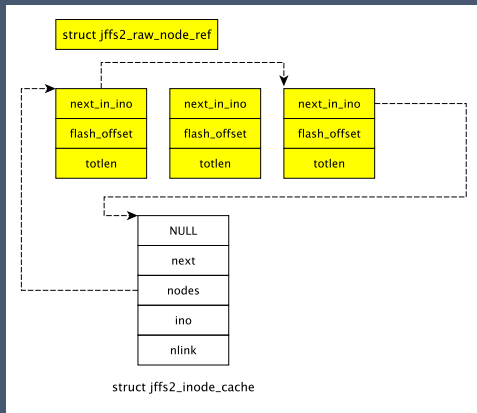 struct jffs2_raw_node_ref
next_in_ino next_in_ino next_in_ino
flash_offset flash_offset flash_offset
totlen totlen totlen
NULL
next
nodes
ino
nlink
struct jffs2_inode_cache